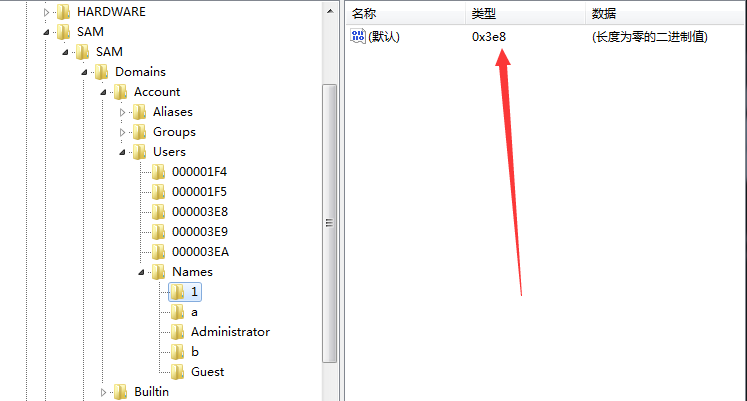 HARDWARE
SAM
SAM
Domains
Account
Aliases
Groups
Users
000001F4
000001F5
000003E8
000003E9
000003EA
Names
1
a
Administrator
b
Guest
Builtin
名称 类型 数据
(默认) 0x3e8 (长度为零的二进制值)